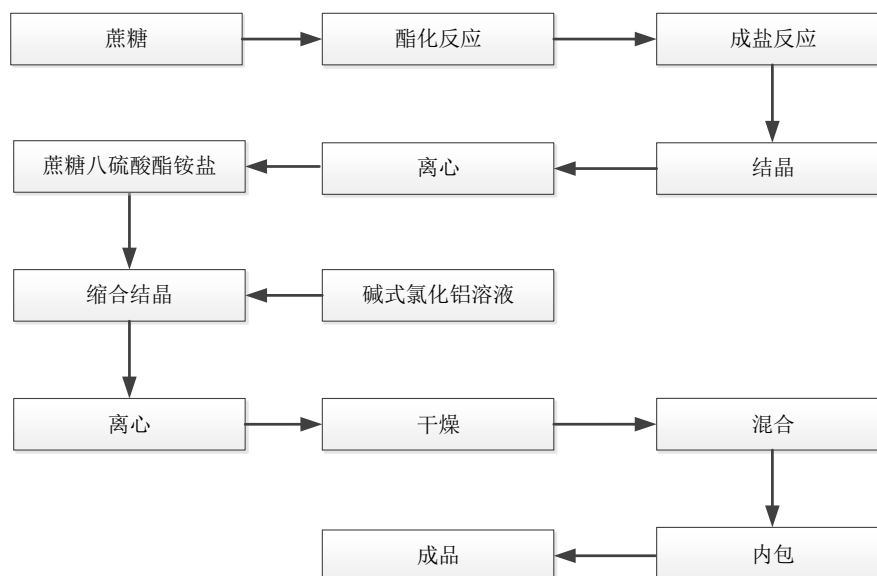 蔗糖
酯化反应
成盐反应
结晶
离心
蔗糖八硫酸酯铵盐
缩合结晶
碱式氯化铝溶液
离心
干燥
混合
内包
成品